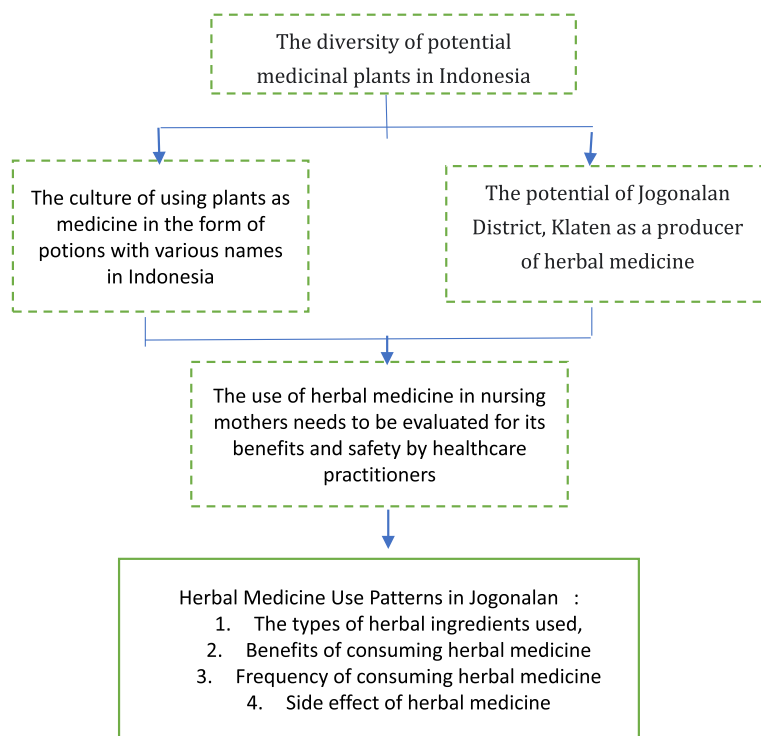 The diversity of potential
medicinal plants in Indonesia
The culture of using plants as
medicine in the form of
potions with various names
in Indonesia
The potential of Jogonalan
District, Klaten as a producer
of herbal medicine
The use of herbal medicine in nursing
mothers needs to be evaluated for its
benefits and safety by healthcare
practitioners
Herbal Medicine Use Patterns in Jogonalan :
1. The types of herbal ingredients used,
2. Benefits of consuming herbal medicine
3. Frequency of consuming herbal medicine
4. Side effect of herbal medicine